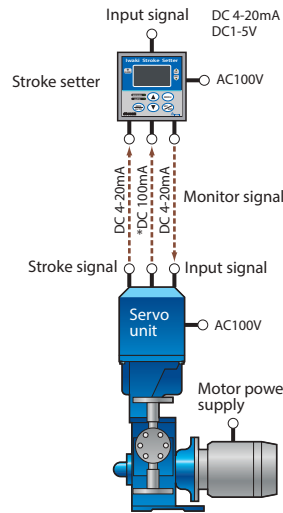 Input signal
DC 4-20mA
DC1-5V
Iwaki Stroke Setter
Stroke setter
AC100V
DC 4-20mA
*DC 100mA
DC 4-20mA
Monitor signal
Stroke signal
Input signal
Servo
unit
AC100V
Motor power
supply